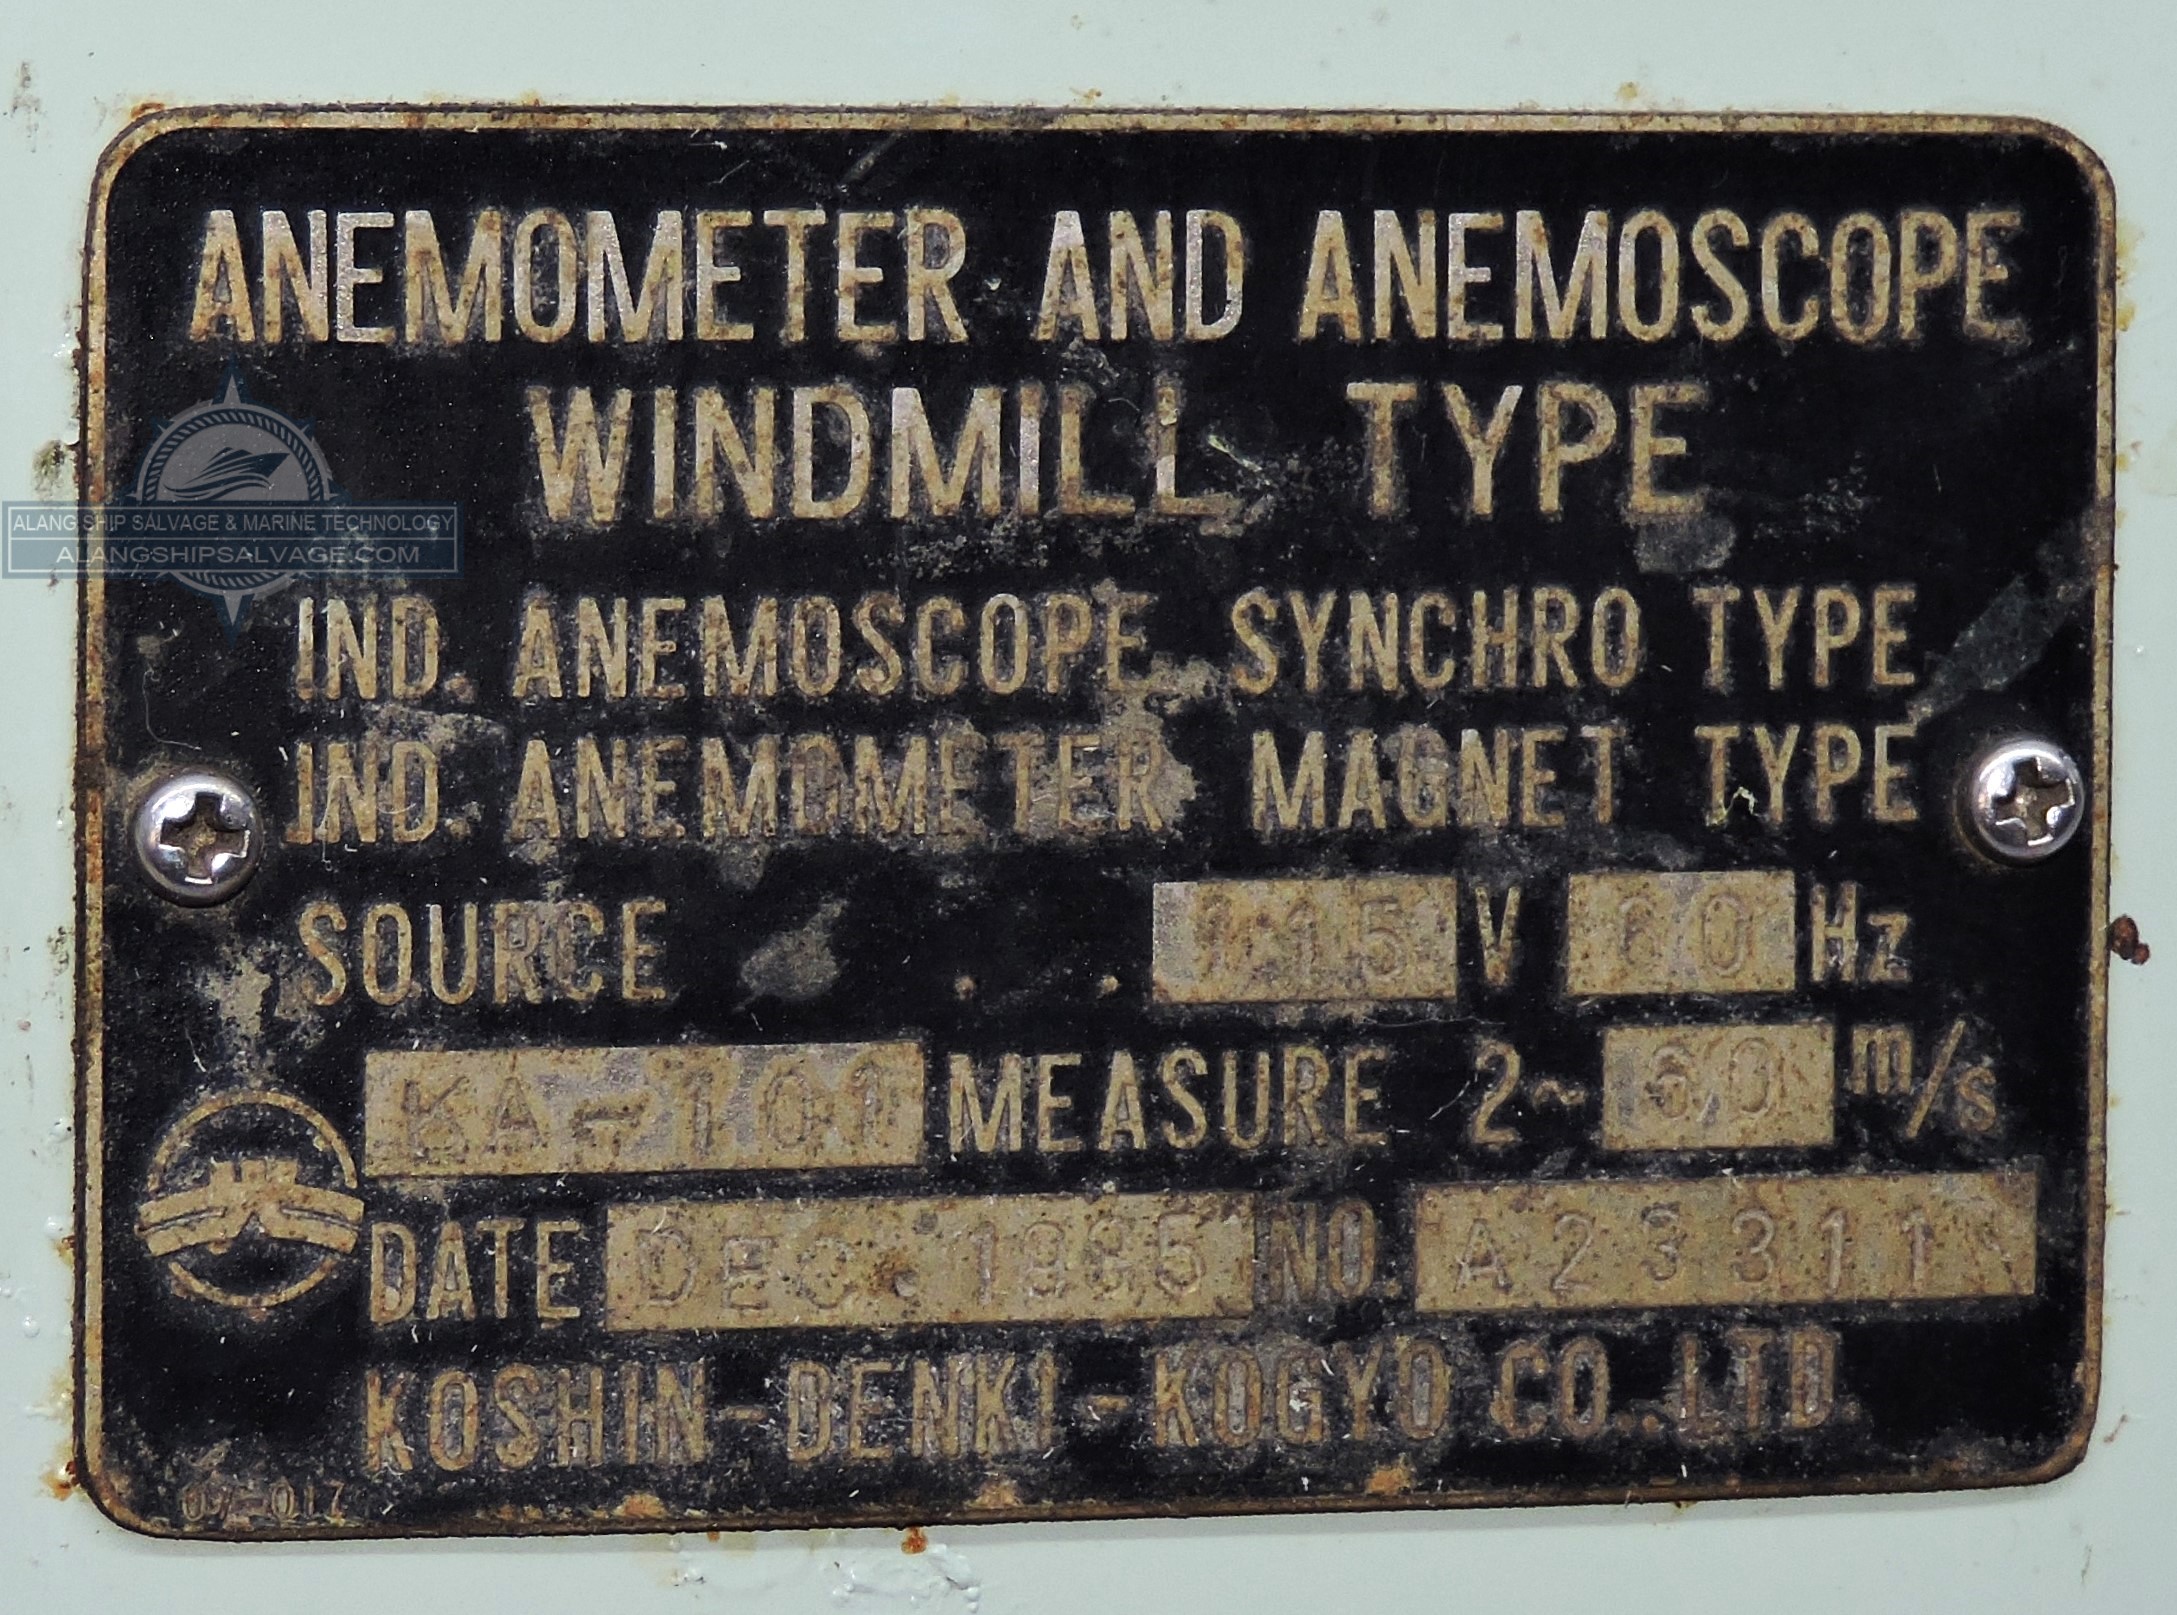 ANEMOMETER AND ANEMOSCOPE
WINDMILL TYPE
ALANG SHIP SALVAGE & MARINE TECHNOLOGY
ALANGSHIPSALVAGE.COM
IND. ANEMOSCOPE SYNCHRO TYPE
IND. ANEMOMETER MAGNET TYPE
SOURCE . . 115 V 60 Hz
KA-101 MEASURE 2~60 m/s
DATE DEC. 1995 NO. A23311
KOSHIN-DENKI-KOGYO CO.,LTD.